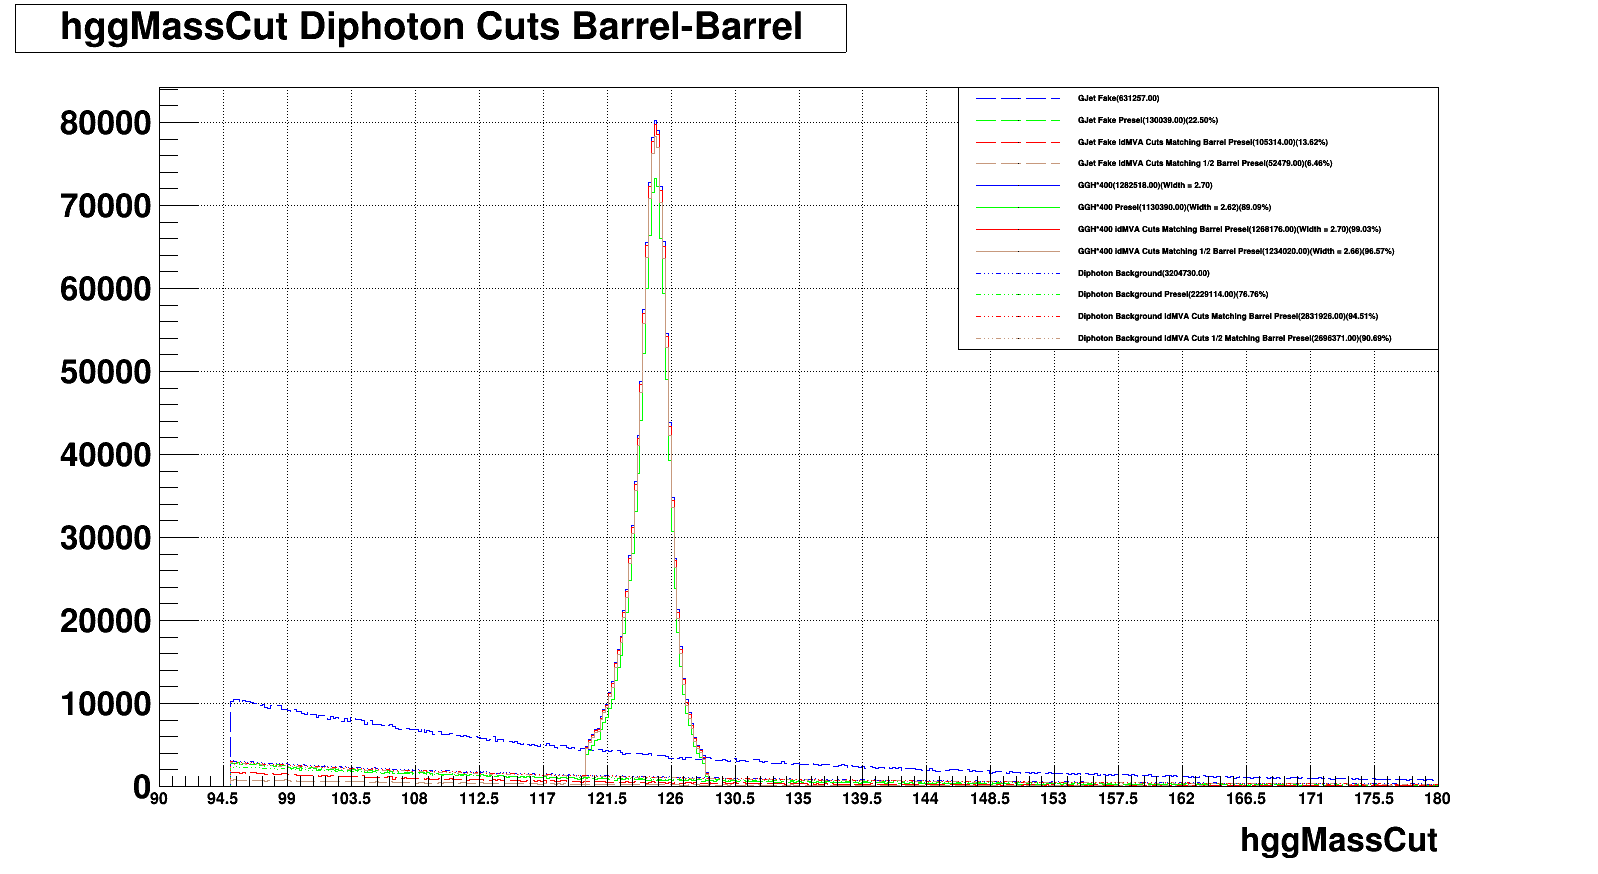 hggMassCut Diphoton Cuts Barrel-Barrel
GJet Fake(631257.00)
GJet Fake Presel(130039.00)(22.50%)
GJet Fake idMVA Cuts Matching Barrel Presel(105314.00)(13.62%)
GJet Fake idMVA Cuts Matching 1/2 Barrel Presel(52479.00)(6.46%)
GGH*400(1282518.00)(Width = 2.70)
GGH*400 Presel(1130390.00)(Width = 2.62)(89.09%)
GGH*400 idMVA Cuts Matching Barrel Presel(1268176.00)(Width = 2.70)(99.03%)
GGH*400 idMVA Cuts Matching 1/2 Barrel Presel(1234020.00)(Width = 2.66)(96.57%)
Diphoton Background(3204730.00)
Diphoton Background Presel(2229114.00)(76.76%)
Diphoton Background idMVA Cuts Matching Barrel Presel(2831926.00)(94.51%)
Diphoton Background idMVA Cuts 1/2 Matching Barrel Presel(2696371.00)(90.69%)
80000
70000
60000
50000
40000
30000
20000
10000
0
90 94.5 99 103.5 108 112.5 117 121.5 126 130.5 135 139.5 144 148.5 153 157.5 162 166.5 171 175.5 180
hggMassCut